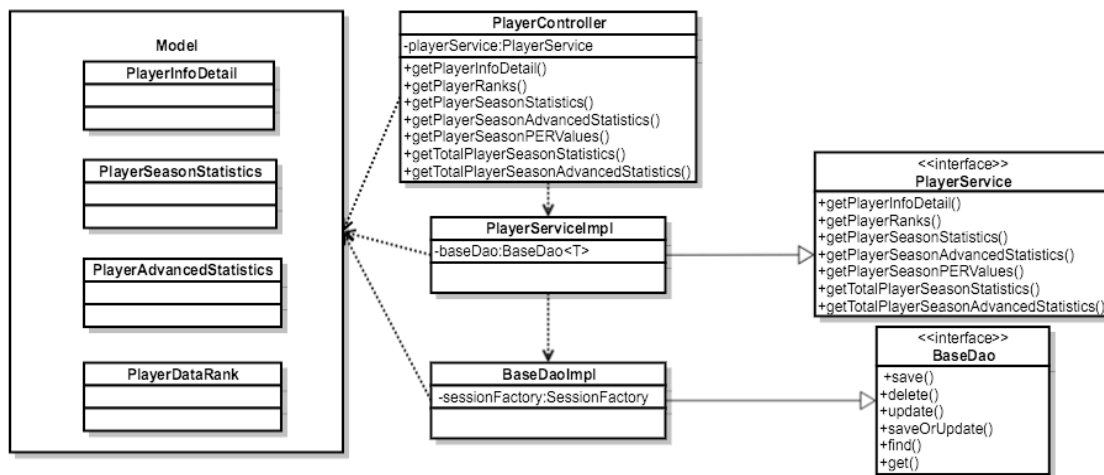 Model
PlayerInfoDetail
PlayerSeasonStatistics
PlayerAdvancedStatistics
PlayerDataRank
PlayerController
-playerService:PlayerService
+getPlayerInfoDetail()
+getPlayerRanks()
+getPlayerSeasonStatistics()
+getPlayerSeasonAdvancedStatistics()
+getPlayerSeasonPERValues()
+getTotalPlayerSeasonStatistics()
+getTotalPlayerSeasonAdvancedStatistics()
PlayerServiceImpl
-baseDao:BaseDao<T>
BaseDaoImpl
-sessionFactory:SessionFactory
<<interface>>
PlayerService
+getPlayerInfoDetail()
+getPlayerRanks()
+getPlayerSeasonStatistics()
+getPlayerSeasonAdvancedStatistics()
+getPlayerSeasonPERValues()
+getTotalPlayerSeasonStatistics()
+getTotalPlayerSeasonAdvancedStatistics()
<<interface>>
BaseDao
+save()
+delete()
+update()
+saveOrUpdate()
+find()
+get()